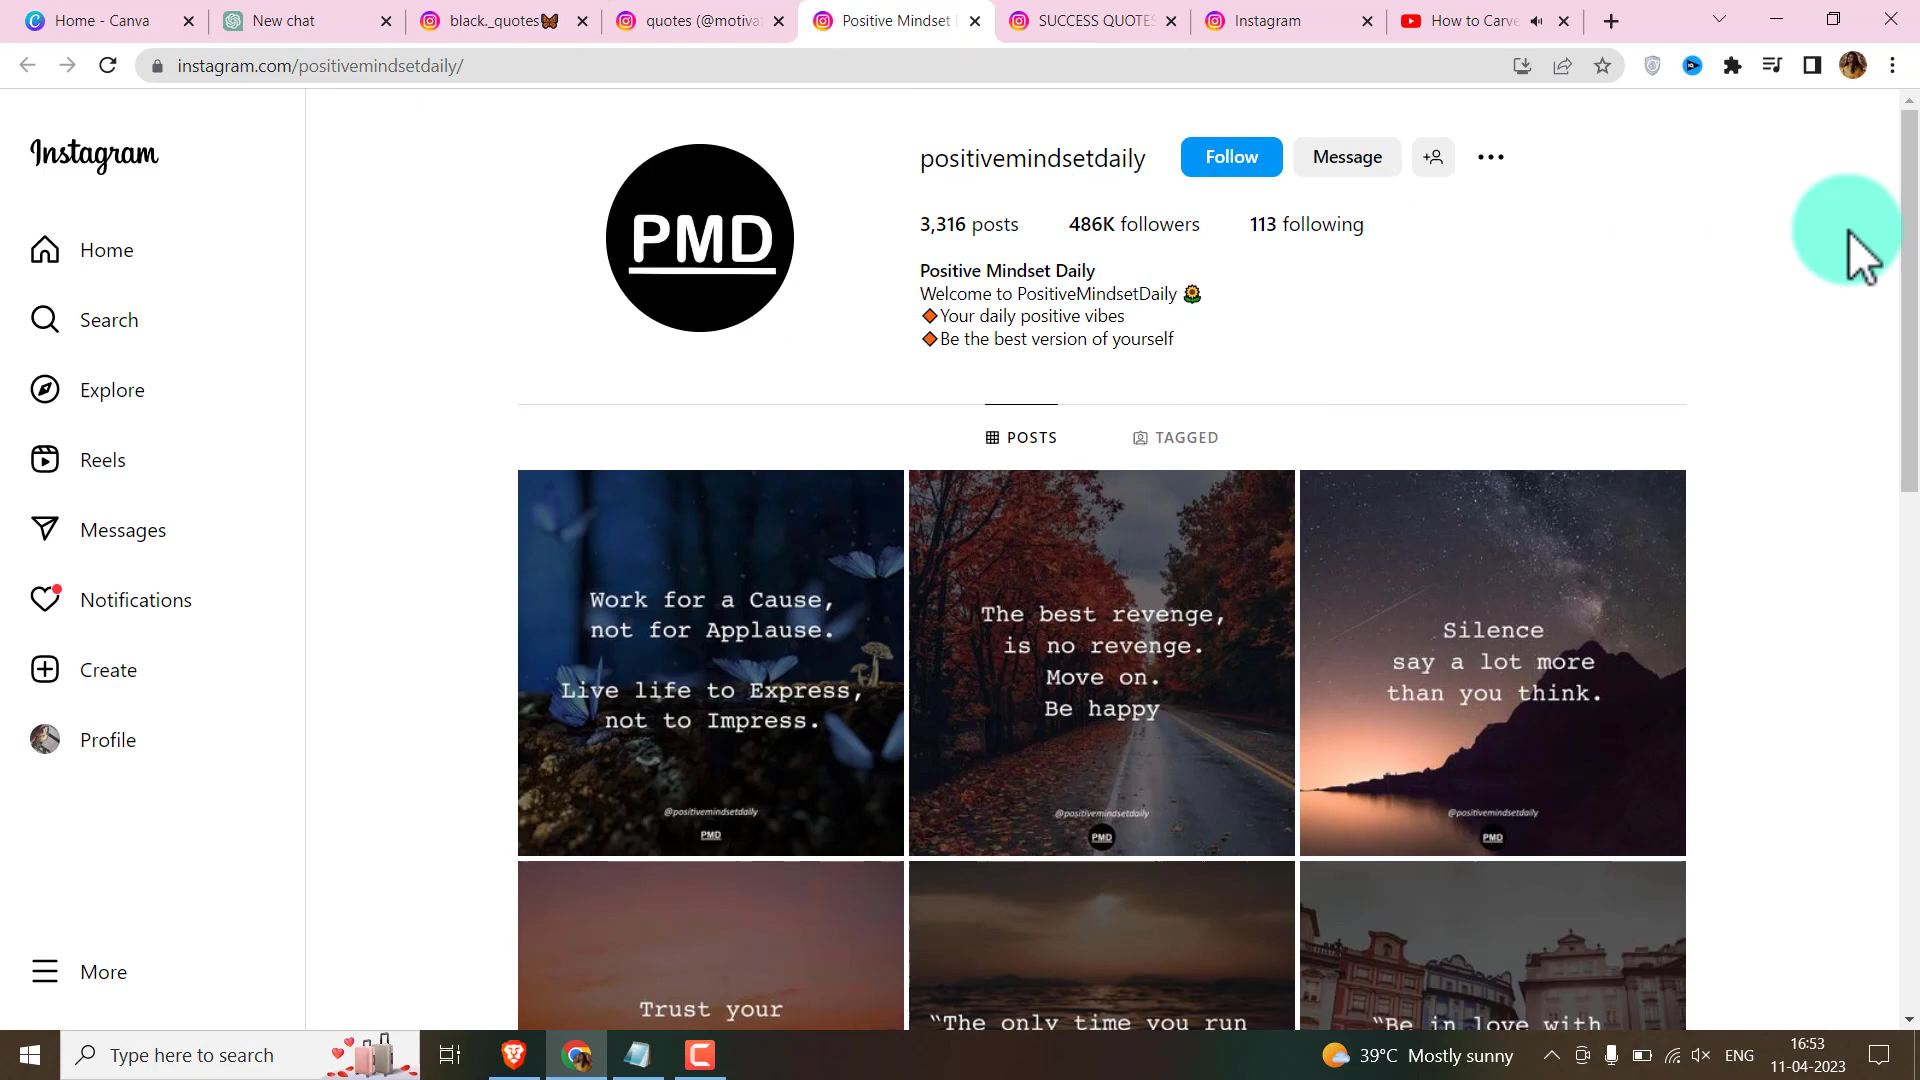 Home - Canva
New chat
black._quotes🦋
quotes (@motiva
Positive Mindset D
SUCCESS QUOTES
Instagram
How to Carve
instagram.com/positivemindsetdaily/
Instagram
Home
Search
Explore
Reels
Messages
Notifications
Create
Profile
More
PMD
positivemindsetdaily
Follow
Message
3,316 posts
486K followers
113 following
Positive Mindset Daily
Welcome to PositiveMindsetDaily 🌻
🔶Your daily positive vibes
🔶Be the best version of yourself
POSTS
TAGGED
Work for a Cause,
not for Applause.
Live life to Express,
not to Impress.
@positivemindsetdaily
PMD
The best revenge,
is no revenge.
Move on.
Be happy
@positivemindsetdaily
PMD
Silence
say a lot more
than you think.
@positivemindsetdaily
PMD
Trust your
“The only time you run
“Be in love with
Type here to search
39°C Mostly sunny
ENG
16:53
11-04-2023